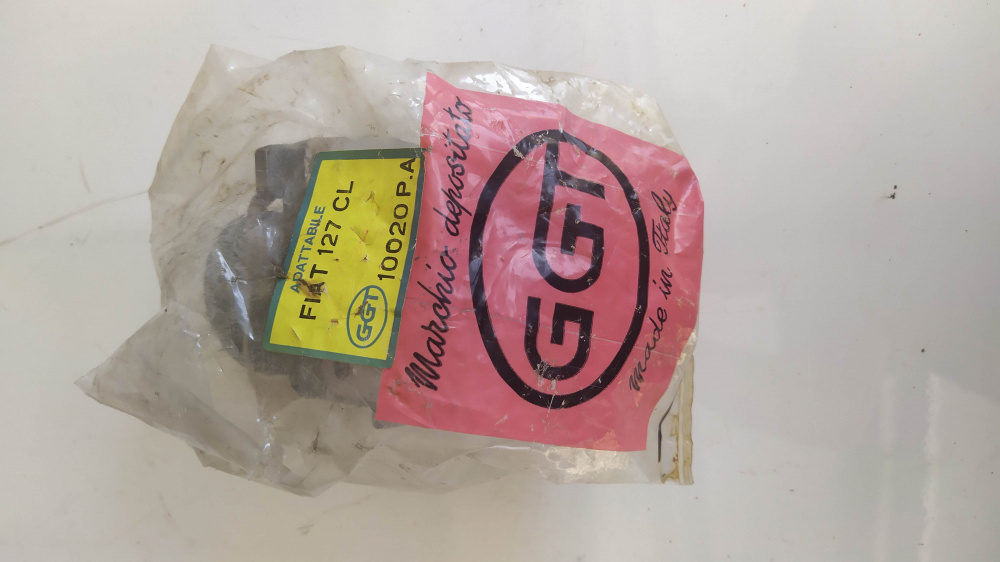 ADATTABILE
FIAT 127 CL
GGT
10020 P.A
Marchio depositato
GGT
made in Italy